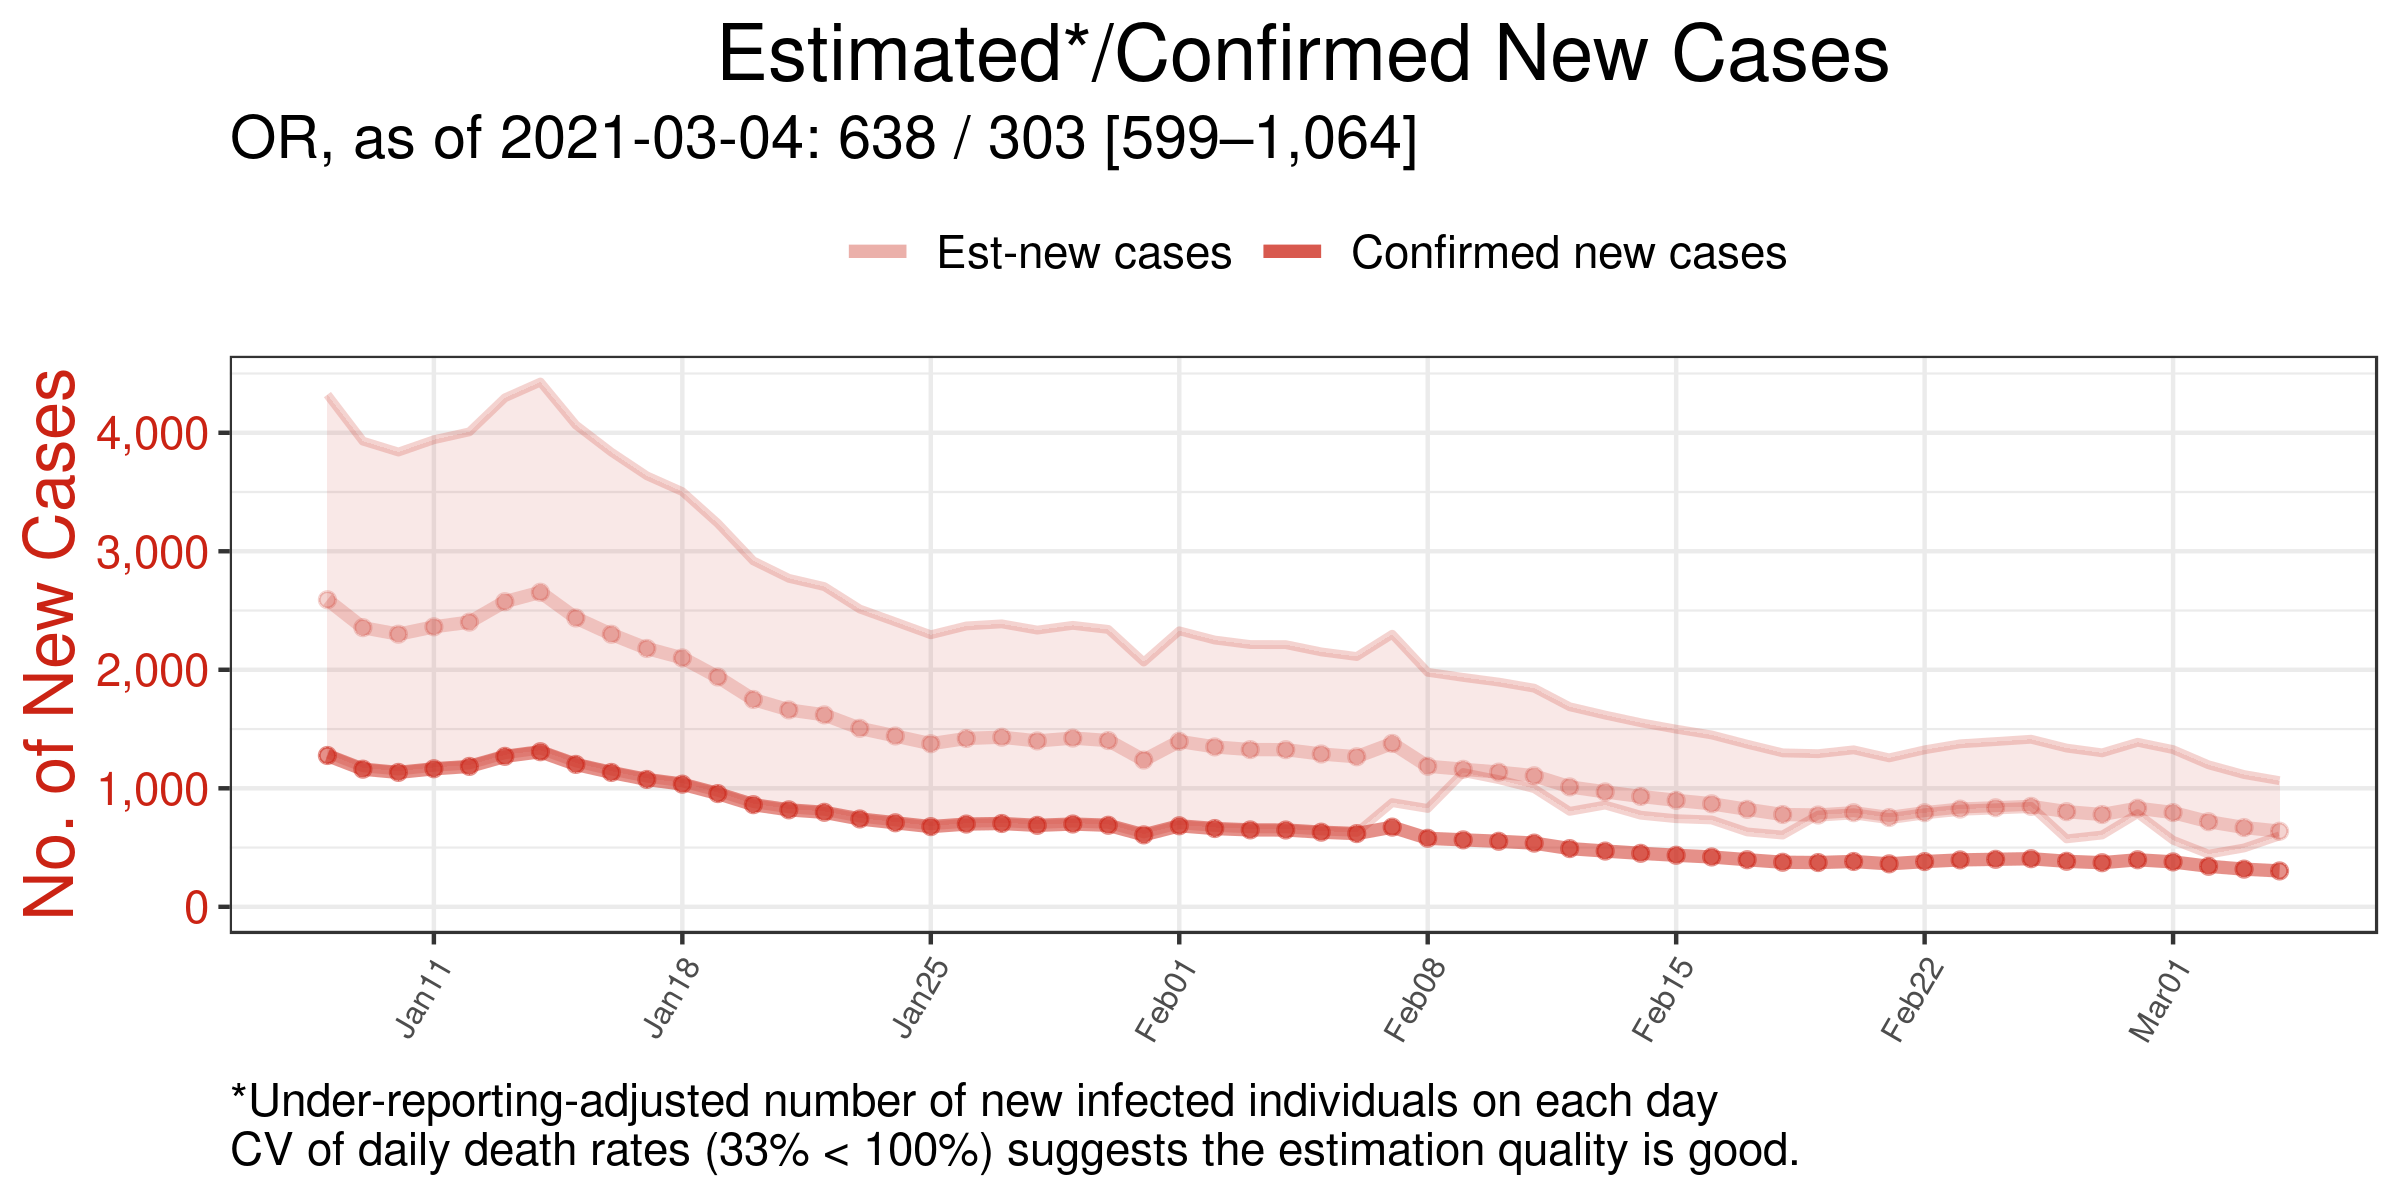 Estimated*/Confirmed New Cases
OR, as of 2021-03-04: 638 / 303 [599–1,064]
Est-new cases Confirmed new cases
No. of New Cases
4,000
3,000
2,000
1,000
0
Jan11 Jan18 Jan25 Feb01 Feb08 Feb15 Feb22 Mar01
*Under-reporting-adjusted number of new infected individuals on each day
CV of daily death rates (33% < 100%) suggests the estimation quality is good.